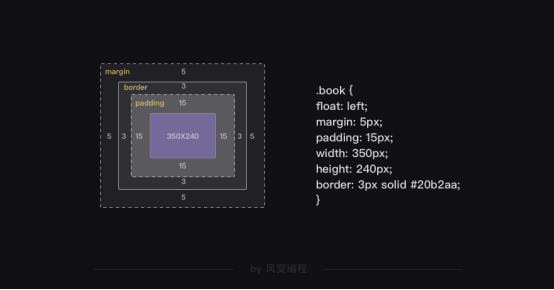 margin
5
border
3
padding
15
5 3 15 350X240 15 3 5
15
3
5
.book {
float: left;
margin: 5px;
padding: 15px;
width: 350px;
height: 240px;
border: 3px solid #20b2aa;
}
by 风变编程